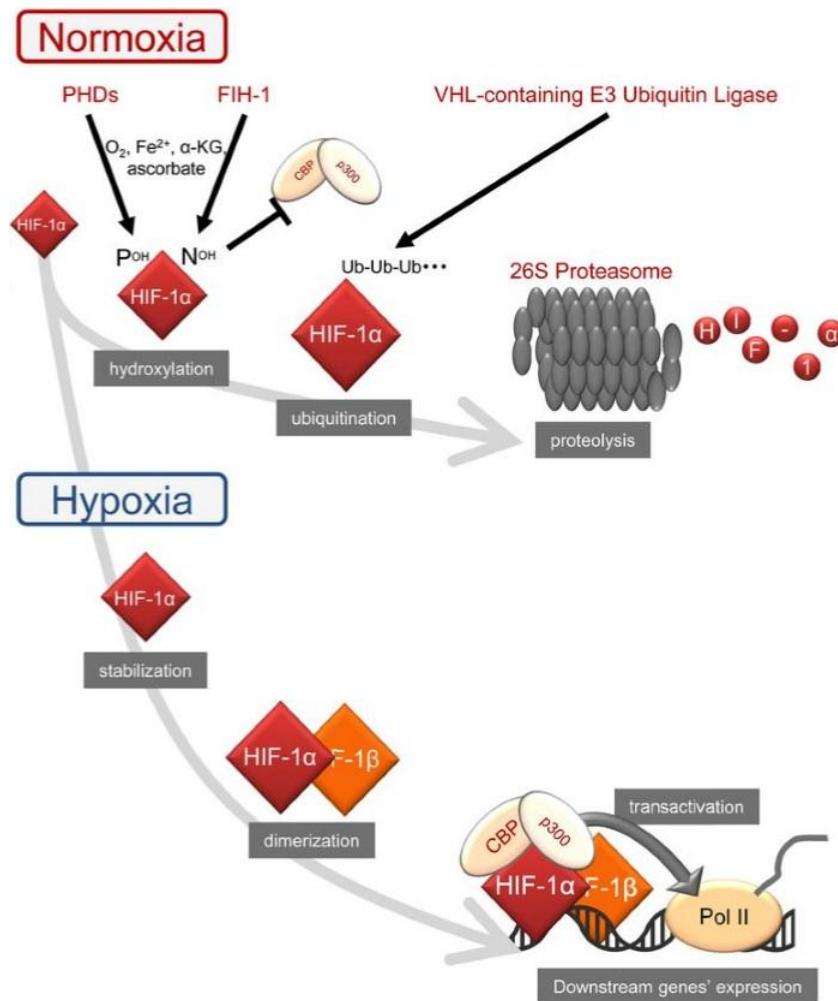 Normoxia
PHDs
FIH-1
VHL-containing E3 Ubiquitin Ligase
O₂, Fe²⁺, α-KG,
ascorbate
CBP
p300
HIF-1α
POH
NOH
HIF-1α
hydroxylation
Ub-Ub-Ub•••
HIF-1α
ubiquitination
26S Proteasome
H I F - 1 α
proteolysis
Hypoxia
HIF-1α
stabilization
HIF-1α
F-1β
dimerization
CBP
p300
transactivation
HIF-1α
F-1β
Pol II
Downstream genes' expression